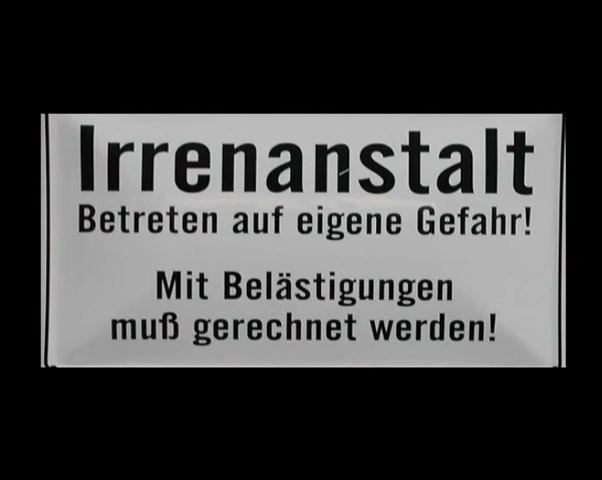 Irrenanstalt
Betreten auf eigene Gefahr!
Mit Belästigungen
muß gerechnet werden!